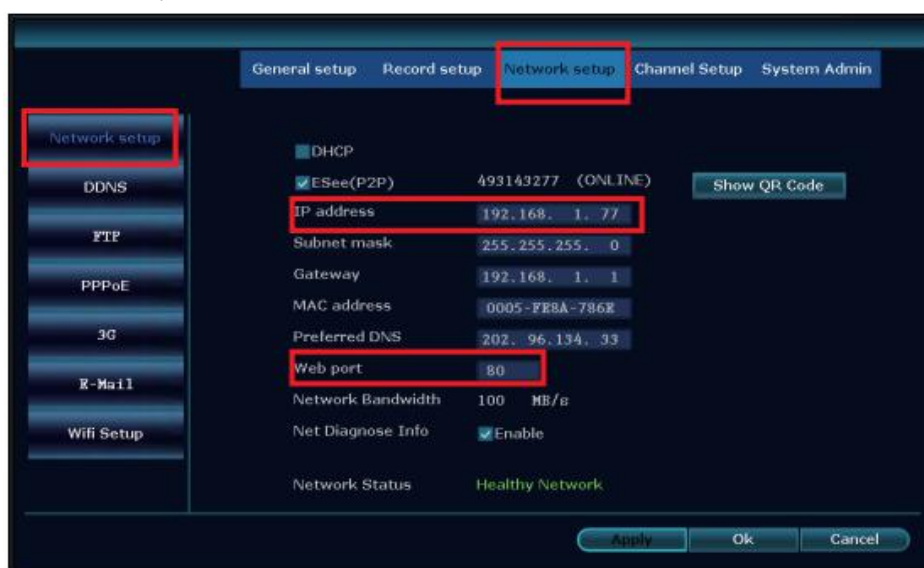 General setup Record setup Network setup Channel Setup System Admin
Network setup
DDNS
FTP
PPPoE
3G
E-Mail
Wifi Setup
DHCP
ESee(P2P) 493143277 (ONLINE) Show QR Code
IP address 192.168. 1. 77
Subnet mask 255.255.255. 0
Gateway 192.168. 1. 1
MAC address 0005-FE8A-786E
Preferred DNS 202. 96.134. 33
Web port 80
Network Bandwidth 100 MB/s
Net Diagnose Info Enable
Network Status Healthy Network
Apply Ok Cancel